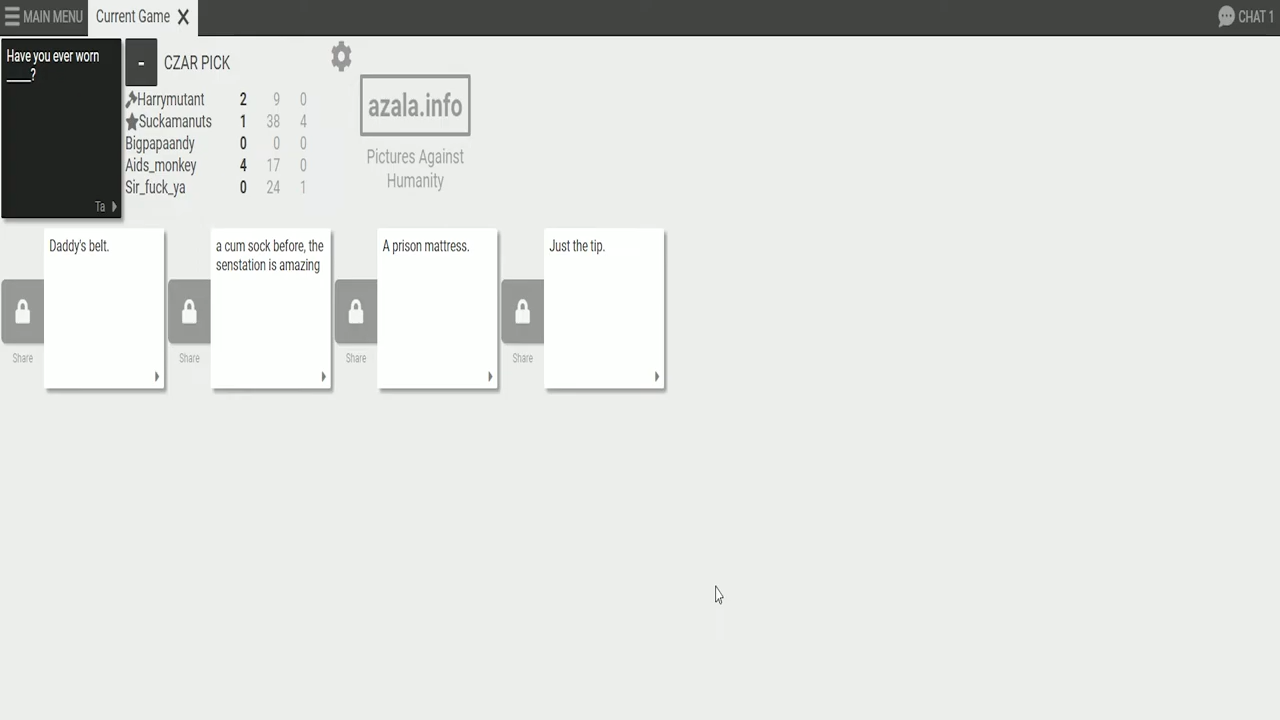 MAIN MENU
Current Game X
CHAT 1
Have you ever worn
_____?
Ta
-
CZAR PICK
Harrymutant 2 9 0
Suckamanuts 1 38 4
Bigpapaandy 0 0 0
Aids_monkey 4 17 0
Sir_fuck_ya 0 24 1
azala.info
Pictures Against
Humanity
Share
Daddy's belt.
Share
a cum sock before, the
senstation is amazing
Share
A prison mattress.
Share
Just the tip.